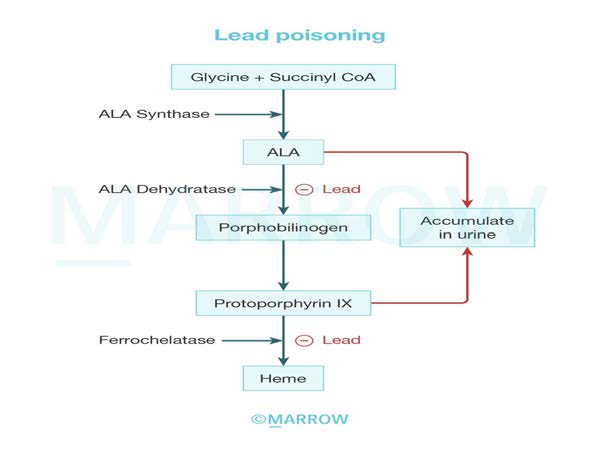 Lead poisoning
Glycine + Succinyl CoA
ALA Synthase
ALA
ALA Dehydratase
⊖ Lead
Porphobilinogen
Accumulate
in urine
Protoporphyrin IX
Ferrochelatase
⊖ Lead
Heme
MARROW
©MARROW